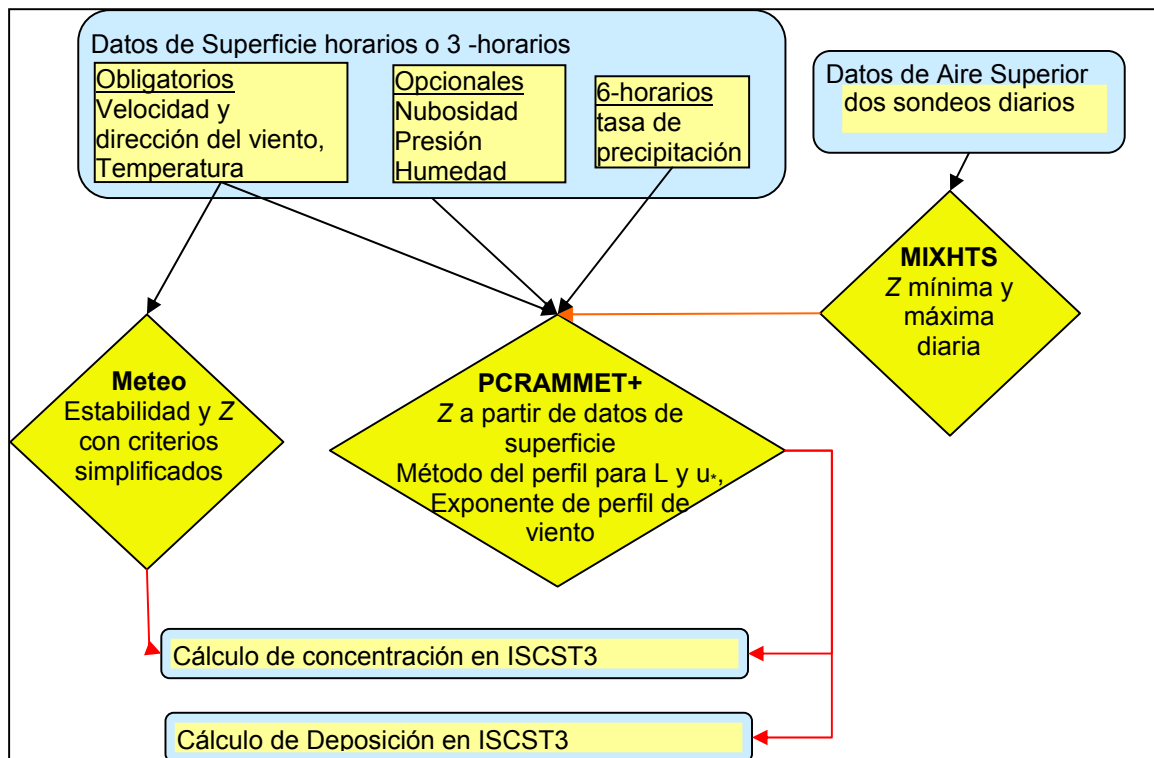 Datos de Superficie horarios o 3 -horarios
Obligatorios
Velocidad y
dirección del viento,
Temperatura
Opcionales
Nubosidad
Presión
Humedad
6-horarios
tasa de
precipitación
Datos de Aire Superior
dos sondeos diarios
MIXHTS
Z mínima y
máxima
diaria
Meteo
Estabilidad y Z
con criterios
simplificados
PCRAMMET+
Z a partir de datos de
superficie
Método del perfil para L y u*,
Exponente de perfil de
viento
Cálculo de concentración en ISCST3
Cálculo de Deposición en ISCST3